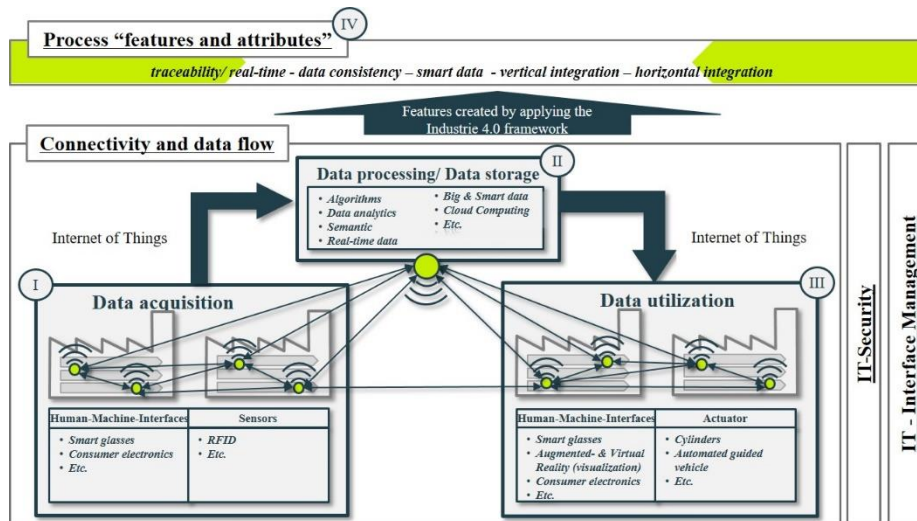 IV
Process “features and attributes”
traceability/ real-time - data consistency – smart data - vertical integration – horizontal integration
Features created by applying the
Industrie 4.0 framework
Connectivity and data flow
II
Data processing/ Data storage
• Algorithms
• Data analytics
• Semantic
• Real-time data
• Big & Smart data
• Cloud Computing
• Etc.
Internet of Things
Internet of Things
I
Data acquisition
Human-Machine-Interfaces
• Smart glasses
• Consumer electronics
• Etc.
Sensors
• RFID
• Etc.
III
Data utilization
Human-Machine-Interfaces
• Smart glasses
• Augmented- & Virtual
Reality (visualization)
• Consumer electronics
• Etc.
Actuator
• Cylinders
• Automated guided
vehicle
• Etc.
IT-Security
IT - Interface Management